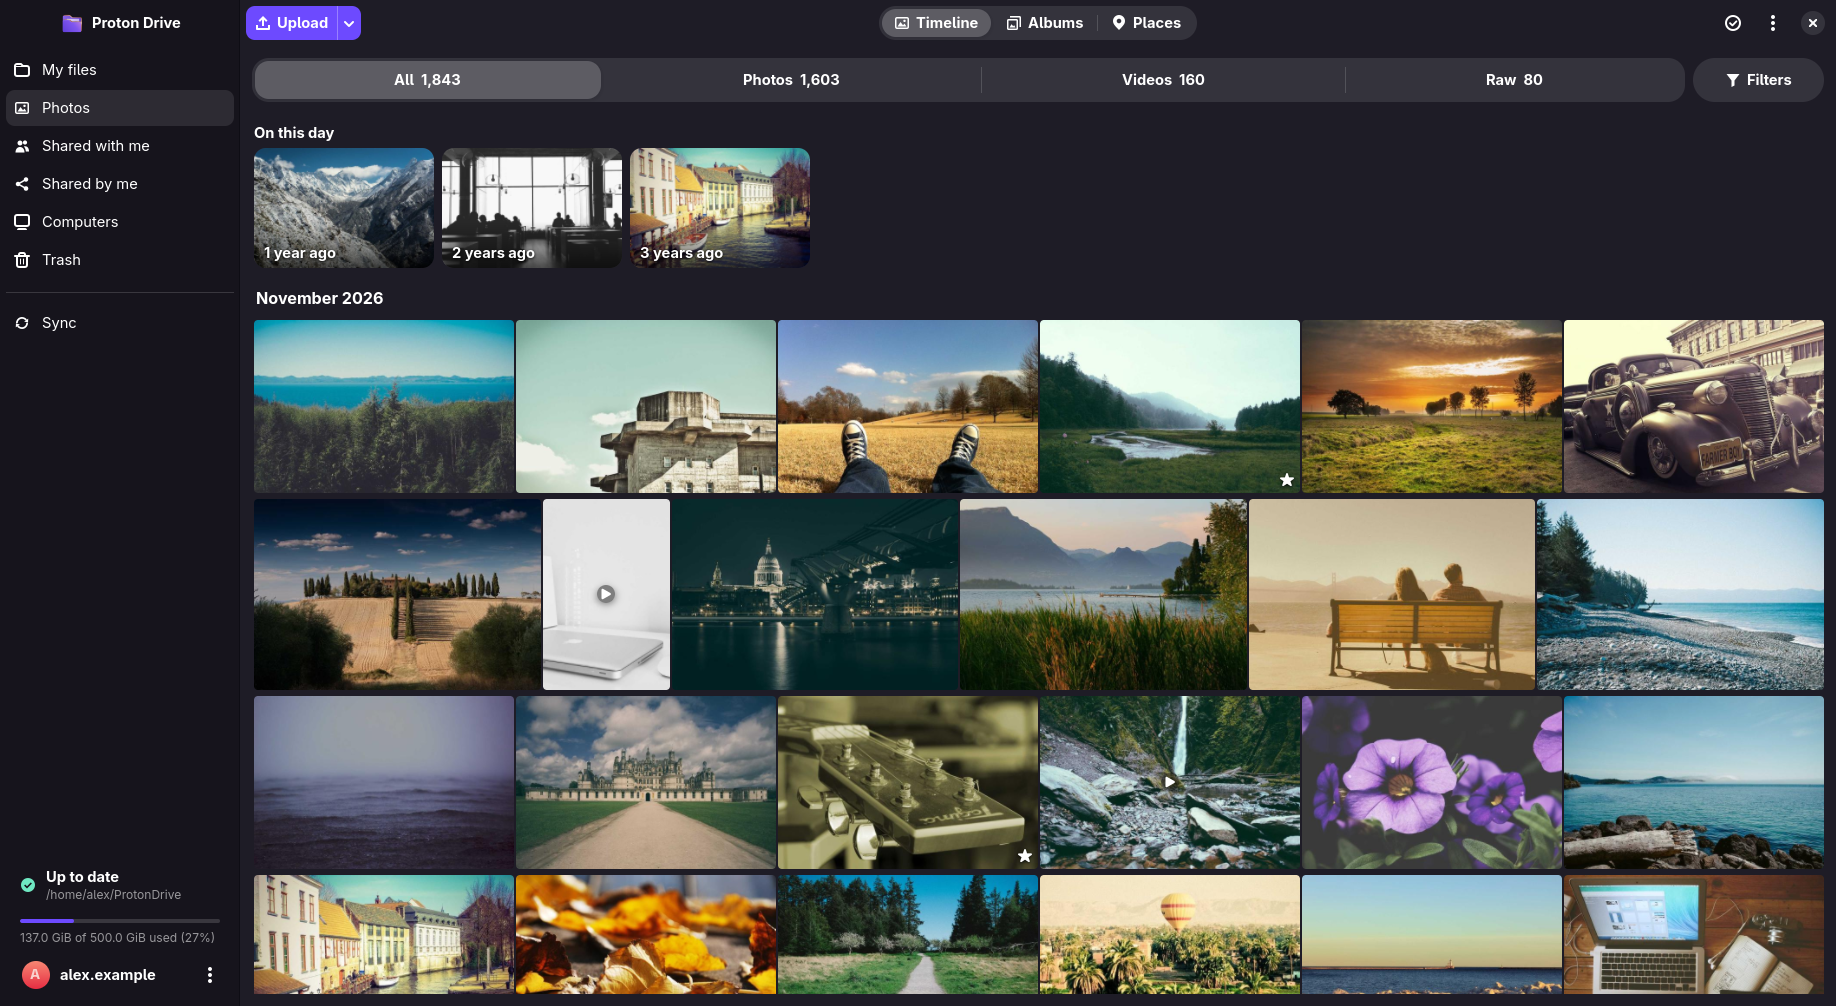 Proton Drive
Upload
Timeline
Albums
Places
My files
Photos
Shared with me
Shared by me
Computers
Trash
Sync
All 1,843
Photos 1,603
Videos 160
Raw 80
Filters
On this day
1 year ago
2 years ago
3 years ago
November 2026
FARMER BOY
Up to date
/home/alex/ProtonDrive
137.0 GiB of 500.0 GiB used (27%)
A
alex.example